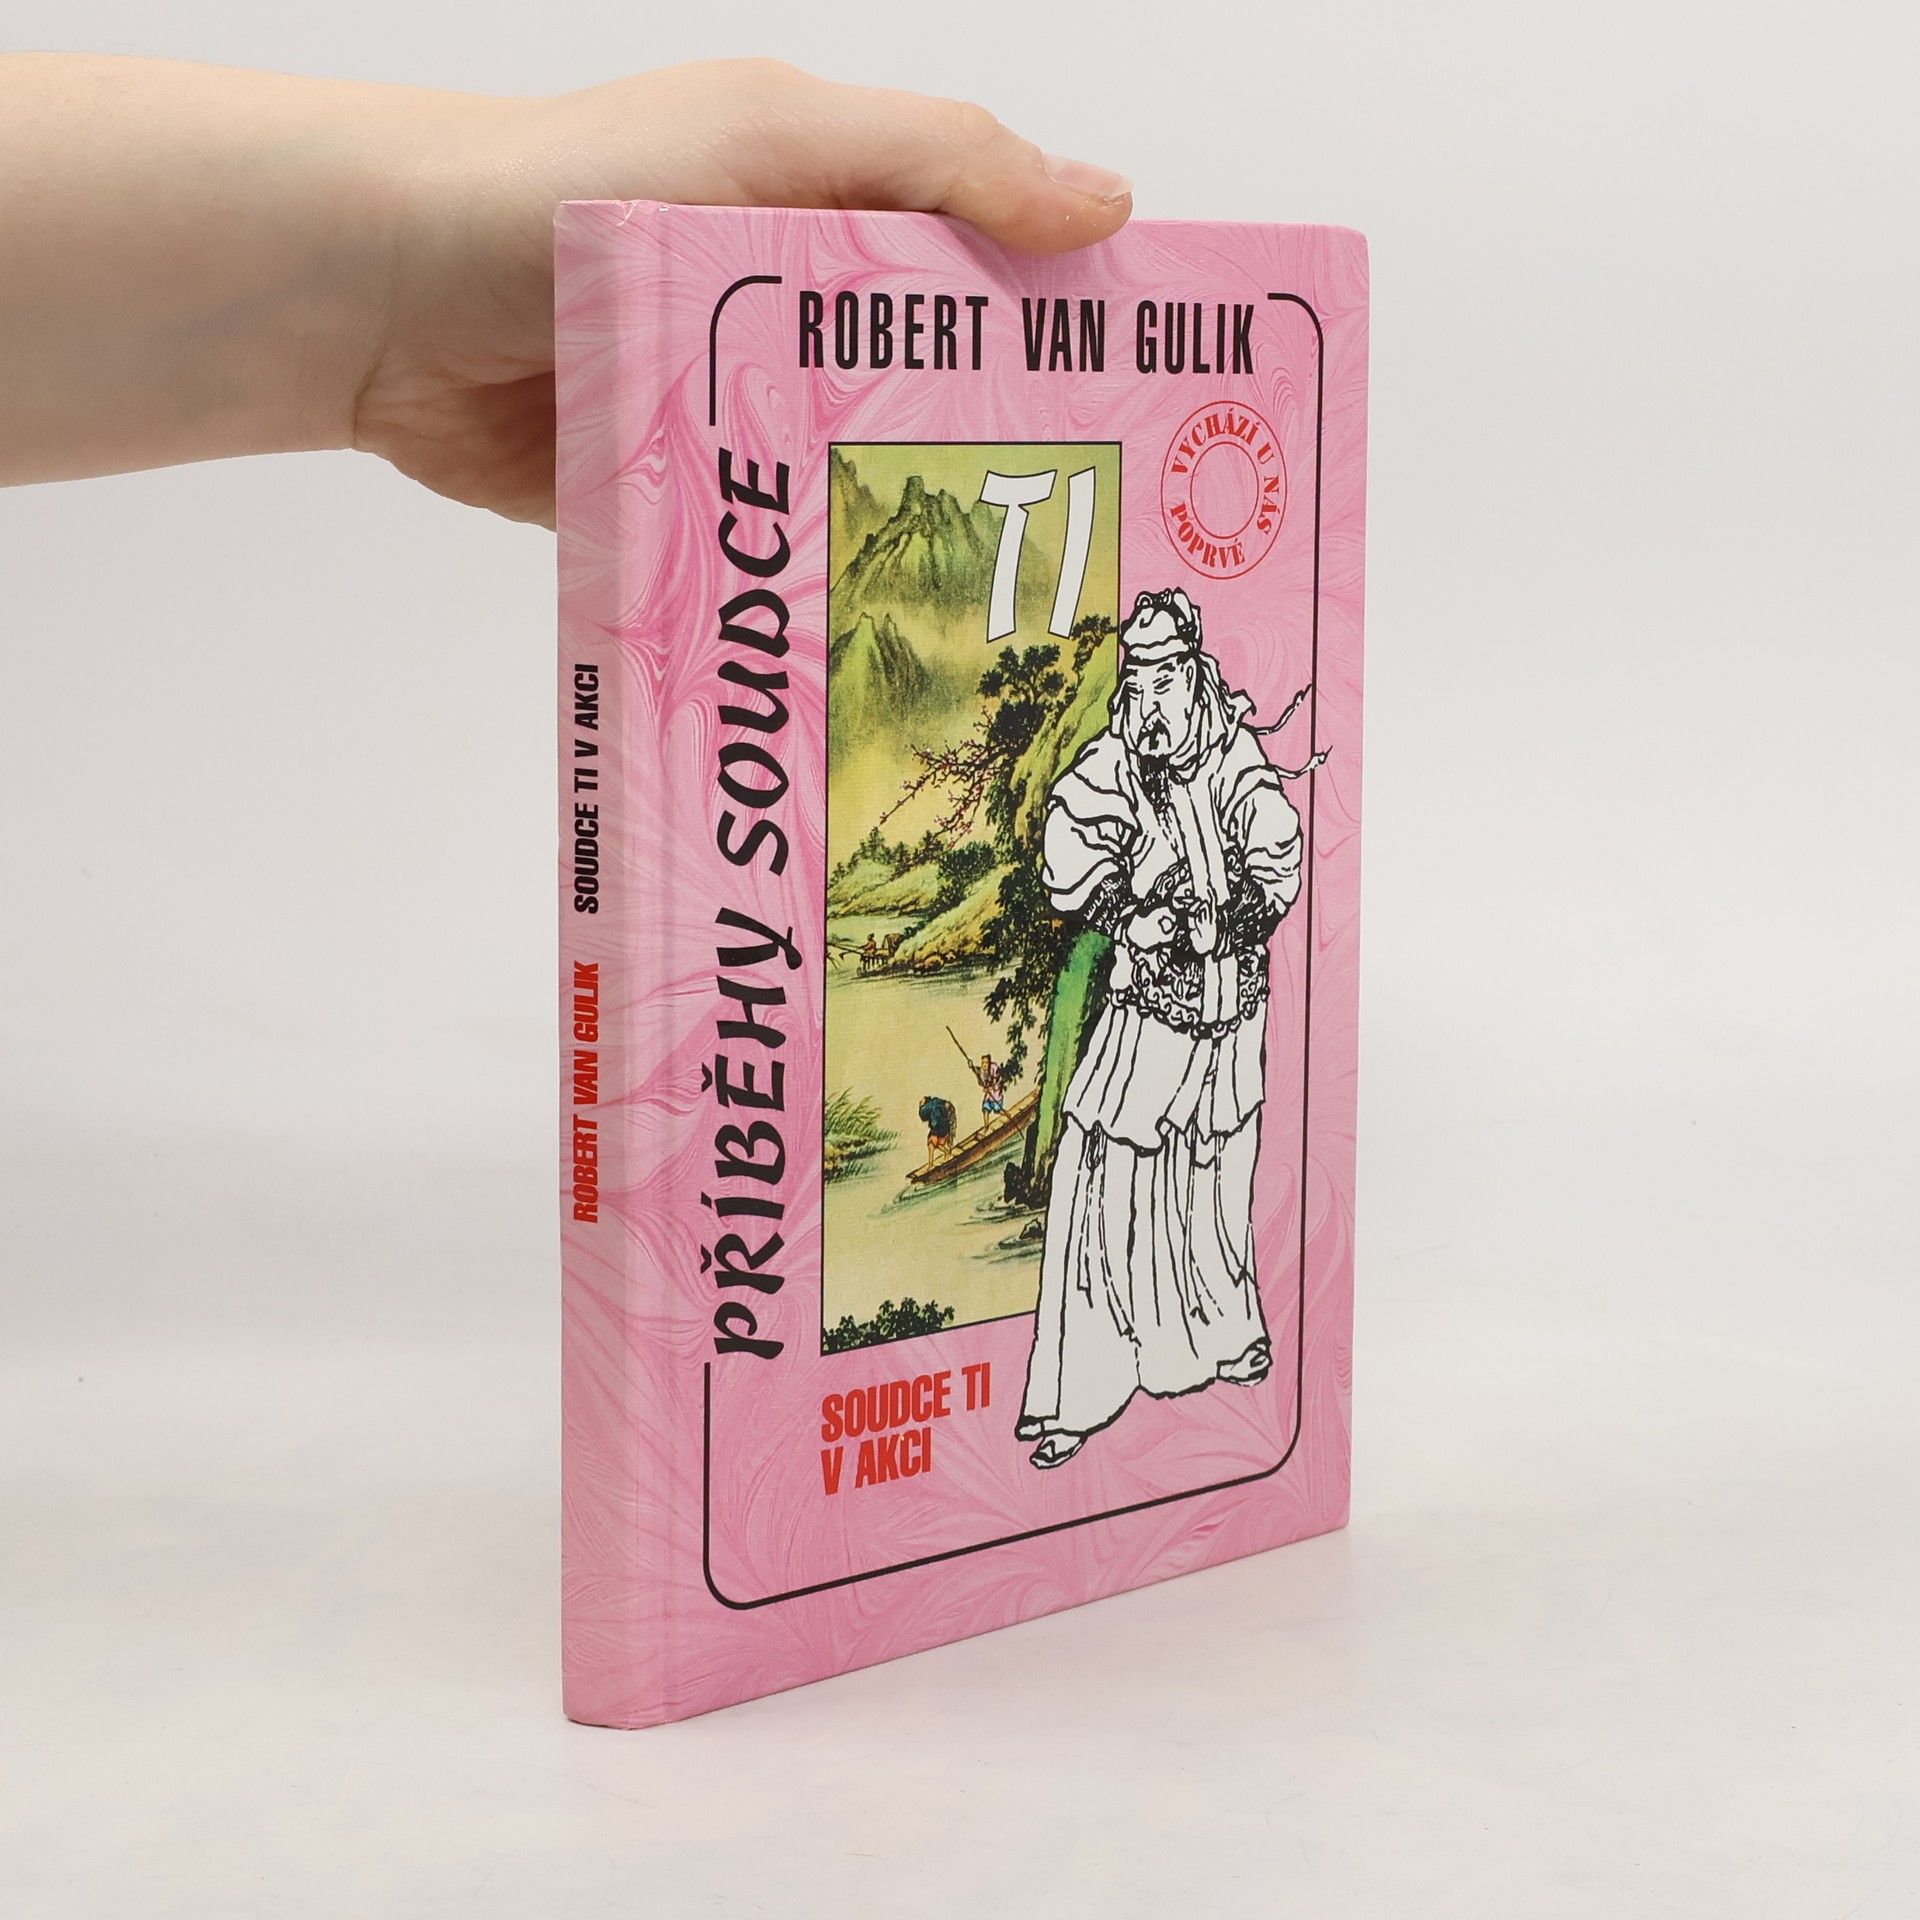 ROBERT VAN GULIK
VYCHÁZÍ U NÁS
POPRVÉ
PŘÍBĚHY SOUDCE
TI
SOUDCE TI
V AKCI
ROBERT VAN GULIK SOUDCE TI V AKCI